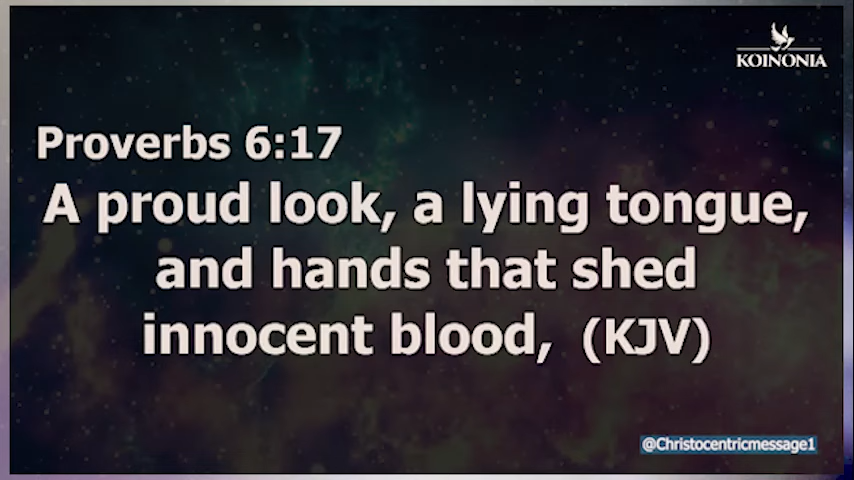 KOINONIA
Proverbs 6:17
A proud look, a lying tongue,
and hands that shed
innocent blood, (KJV)
@Christocentricmessage1